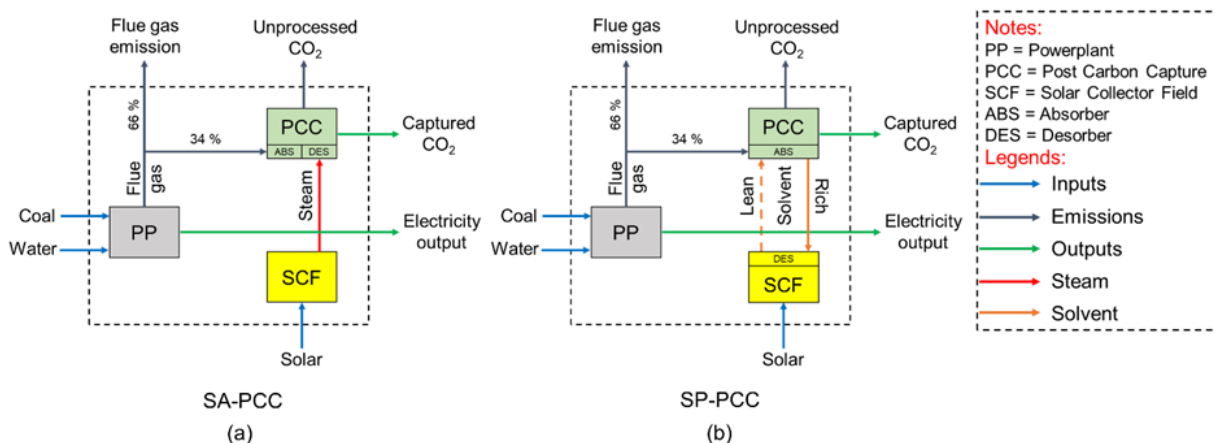 Flue gas
emission
Unprocessed
CO₂
66 %
34 %
PCC
ABS
DES
Captured
CO₂
Flue
gas
Steam
Coal
Water
PP
Electricity
output
SCF
Solar
SA-PCC
(a)
Flue gas
emission
Unprocessed
CO₂
66 %
34 %
PCC
ABS
Captured
CO₂
Flue
gas
Lean
Solvent
Rich
Coal
Water
PP
Electricity
output
DES
SCF
Solar
SP-PCC
(b)
Notes:
PP = Powerplant
PCC = Post Carbon Capture
SCF = Solar Collector Field
ABS = Absorber
DES = Desorber
Legends:
Inputs
Emissions
Outputs
Steam
Solvent